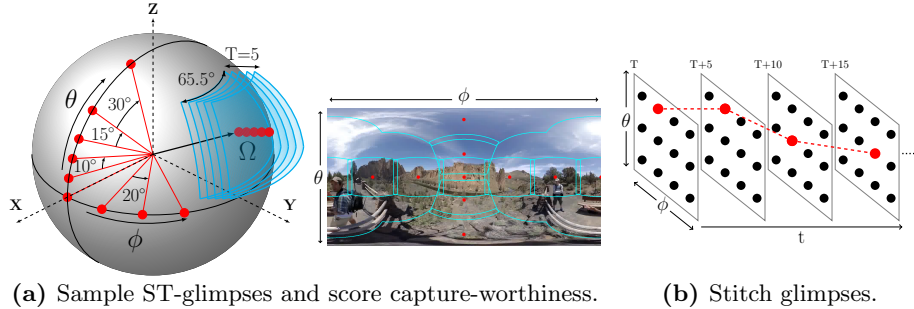 Z
T=5
65.5°
θ
30°
15°
10°
20°
Ω
X
Y
ϕ
ϕ
θ
T
T+5
T+10
T+15
θ
ϕ
....
t
(a) Sample ST-glimpses and score capture-worthiness.
(b) Stitch glimpses.